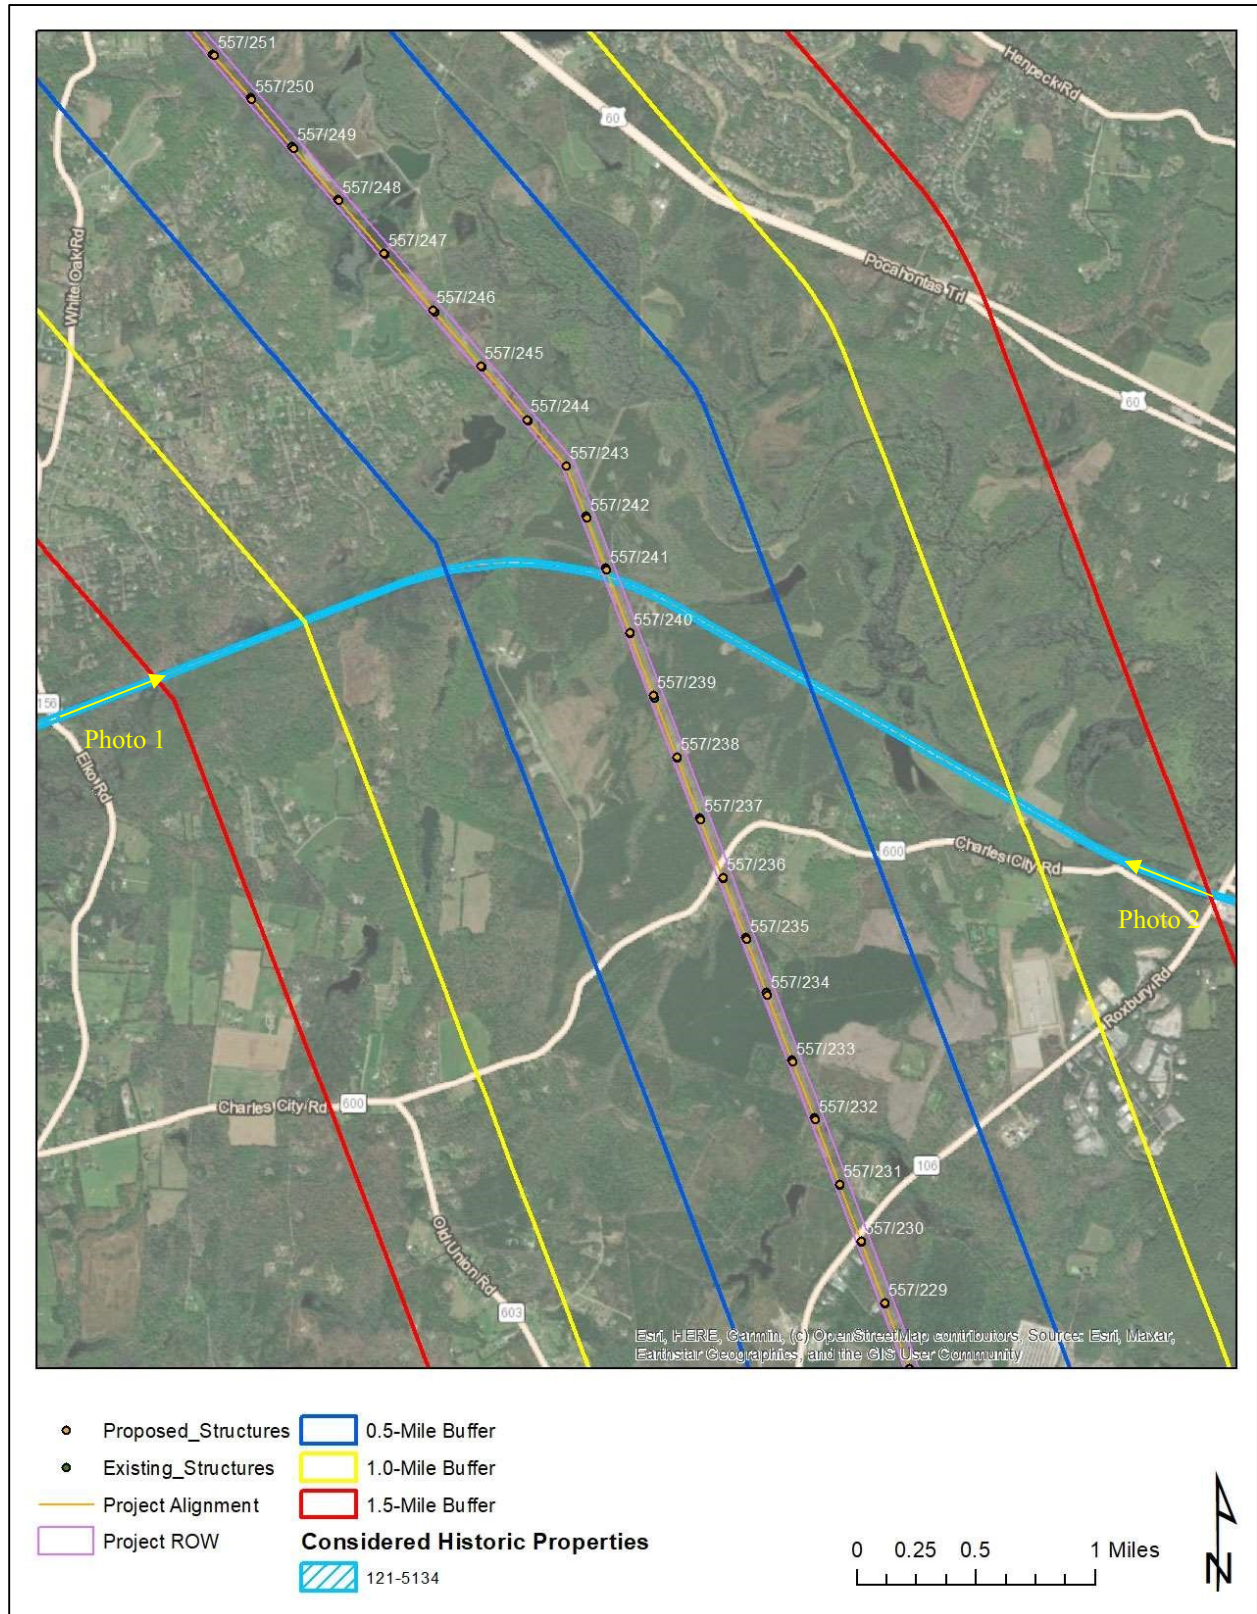 557/251
Henpeck Rd
557/250
60
557/249
557/248
White Oak Rd
557/247
Pocahontas Trl
557/246
557/245
60
557/244
557/243
557/242
557/241
557/240
557/239
156
Photo 1
557/238
Elko Rd
557/237
600
Charles City Rd
557/236
Photo 2
557/235
557/234
Roxbury Rd
557/233
Charles City Rd
600
557/232
106
557/231
557/230
Old Union Rd
557/229
603
Esri, HERE, Garmin, (c) OpenStreetMap contributors, Source: Esri, Maxar,
Earthstar Geographics, and the GIS User Community
Proposed_Structures
Existing_Structures
Project Alignment
Project ROW
0.5-Mile Buffer
1.0-Mile Buffer
1.5-Mile Buffer
Considered Historic Properties
121-5134
0 0.25 0.5 1 Miles
N